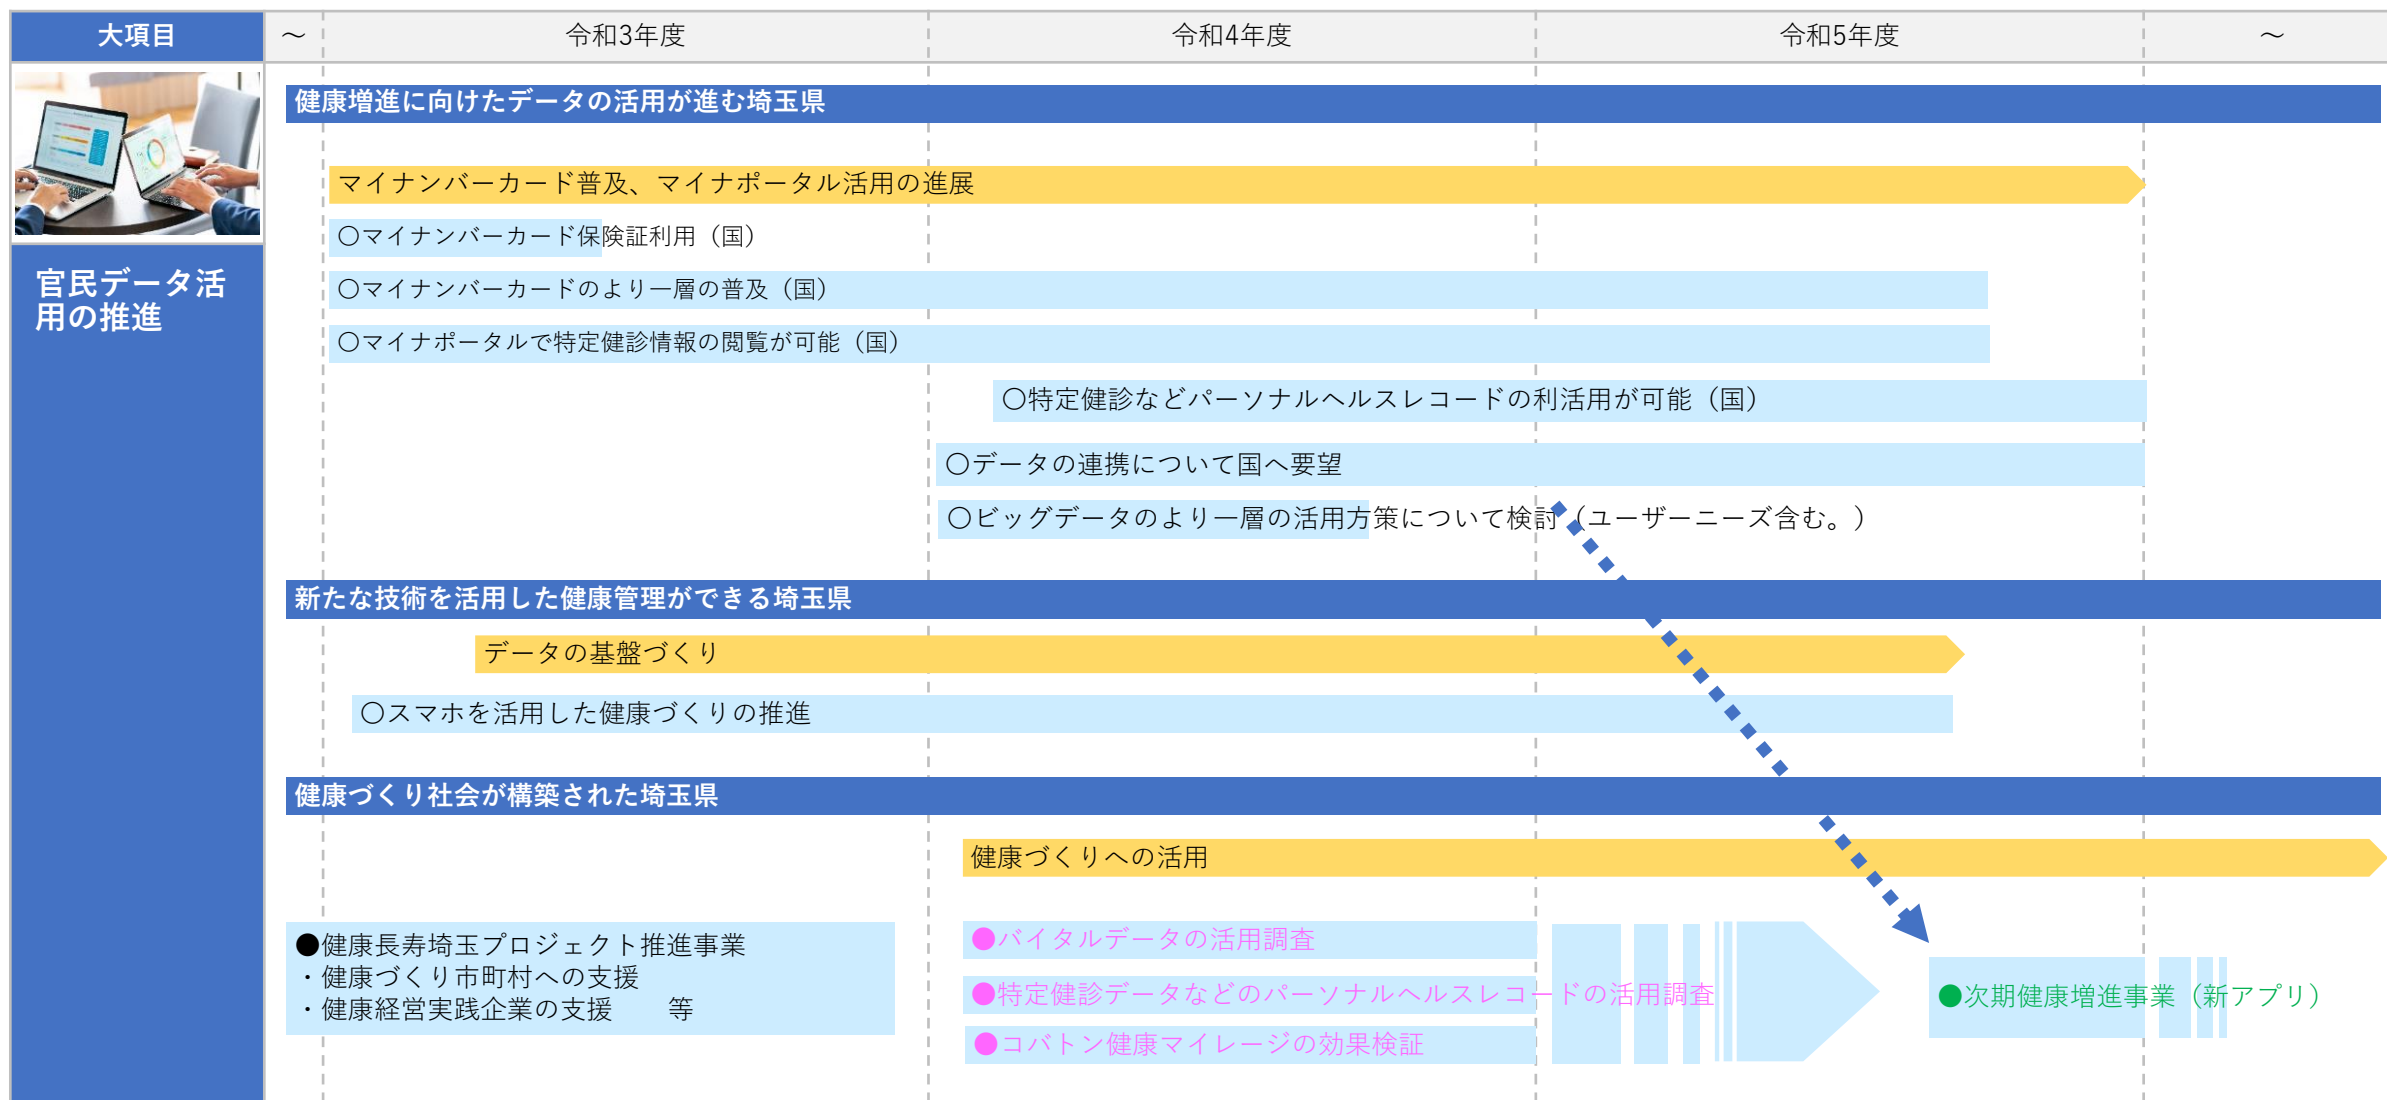 大項目
～
令和3年度
令和4年度
令和5年度
～
官民データ活
用の推進
健康増進に向けたデータの活用が進む埼玉県
マイナンバーカード普及、マイナポータル活用の進展
〇マイナンバーカード保険証利用（国）
〇マイナンバーカードのより一層の普及（国）
〇マイナポータルで特定健診情報の閲覧が可能（国）
〇特定健診などパーソナルヘルスレコードの利活用が可能（国）
〇データの連携について国へ要望
〇ビッグデータのより一層の活用方策について検討（ユーザーニーズ含む。）
新たな技術を活用した健康管理ができる埼玉県
データの基盤づくり
〇スマホを活用した健康づくりの推進
健康づくり社会が構築された埼玉県
健康づくりへの活用
●健康長寿埼玉プロジェクト推進事業
・健康づくり市町村への支援
・健康経営実践企業の支援　　等
●バイタルデータの活用調査
●特定健診データなどのパーソナルヘルスレコードの活用調査
●コバトン健康マイレージの効果検証
●次期健康増進事業（新アプリ）